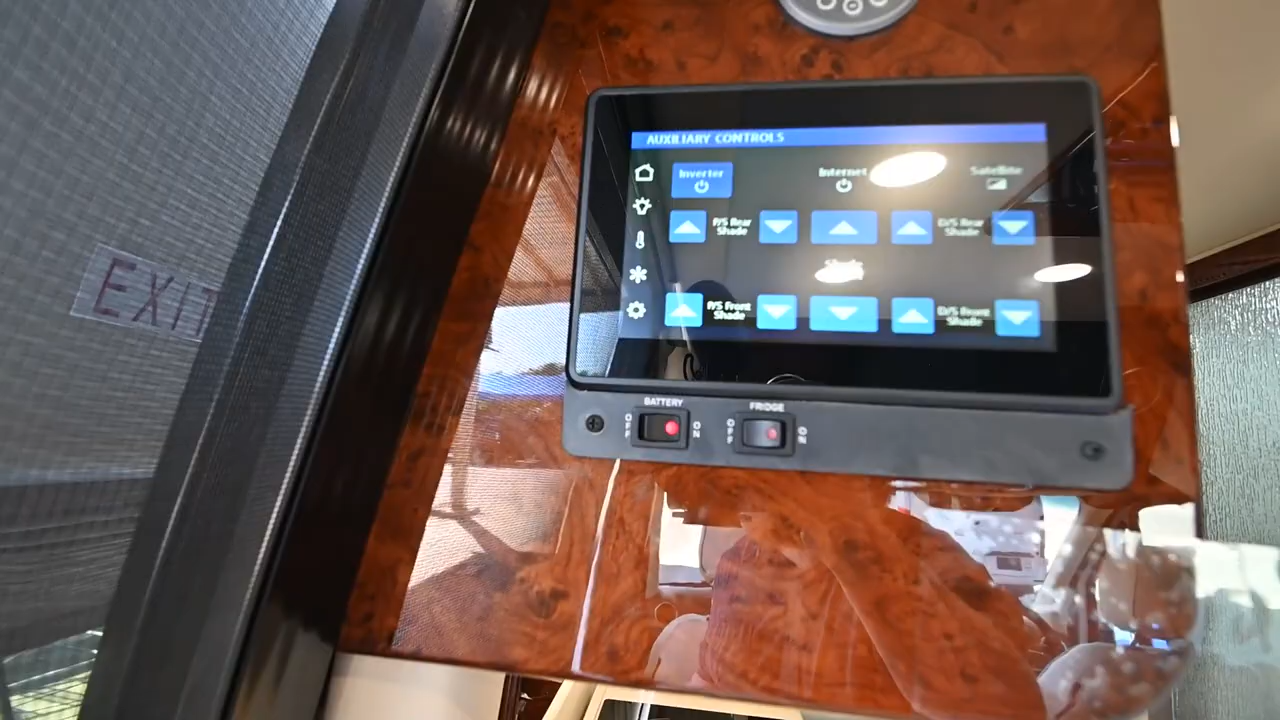 EXIT
AUXILIARY CONTROLS
Inverter
Internet
Satellite
P/S Rear
Shade
D/S Rear
Shade
P/S Front
Shade
D/S Front
Shade
BATTERY
FRIDGE
OFF
ON
OFF
ON